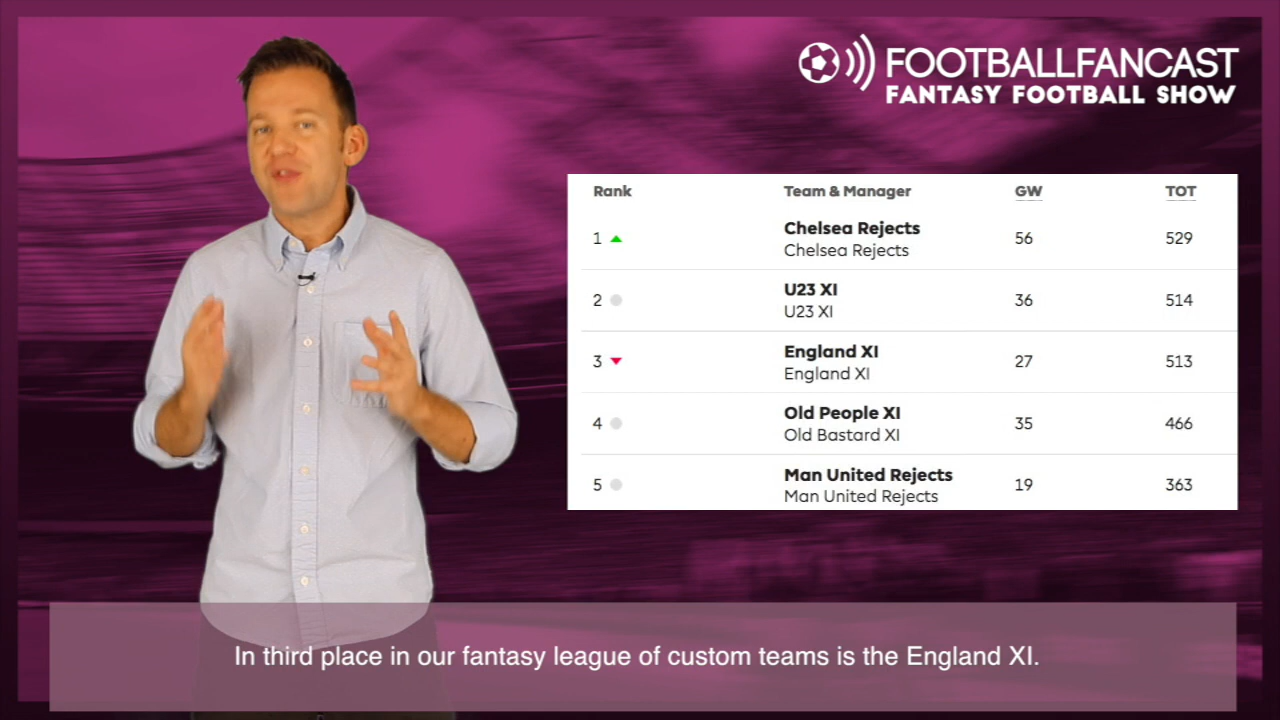 FOOTBALLFANCAST
FANTASY FOOTBALL SHOW
Rank Team & Manager GW TOT
1 Chelsea Rejects 56 529
Chelsea Rejects
2 U23 XI 36 514
U23 XI
3 England XI 27 513
England XI
4 Old People XI 35 466
Old Bastard XI
5 Man United Rejects 19 363
Man United Rejects
In third place in our fantasy league of custom teams is the England XI.